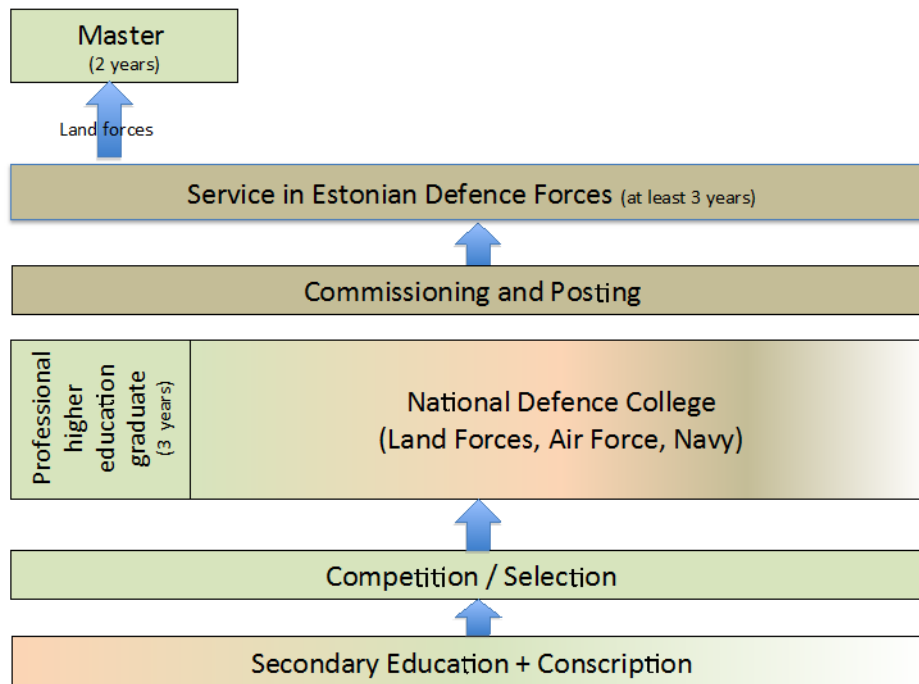 Master
(2 years)
Land forces
Service in Estonian Defence Forces (at least 3 years)
Commissioning and Posting
Professional
higher
education
graduate
(3 years)
National Defence College
(Land Forces, Air Force, Navy)
Competition / Selection
Secondary Education + Conscription